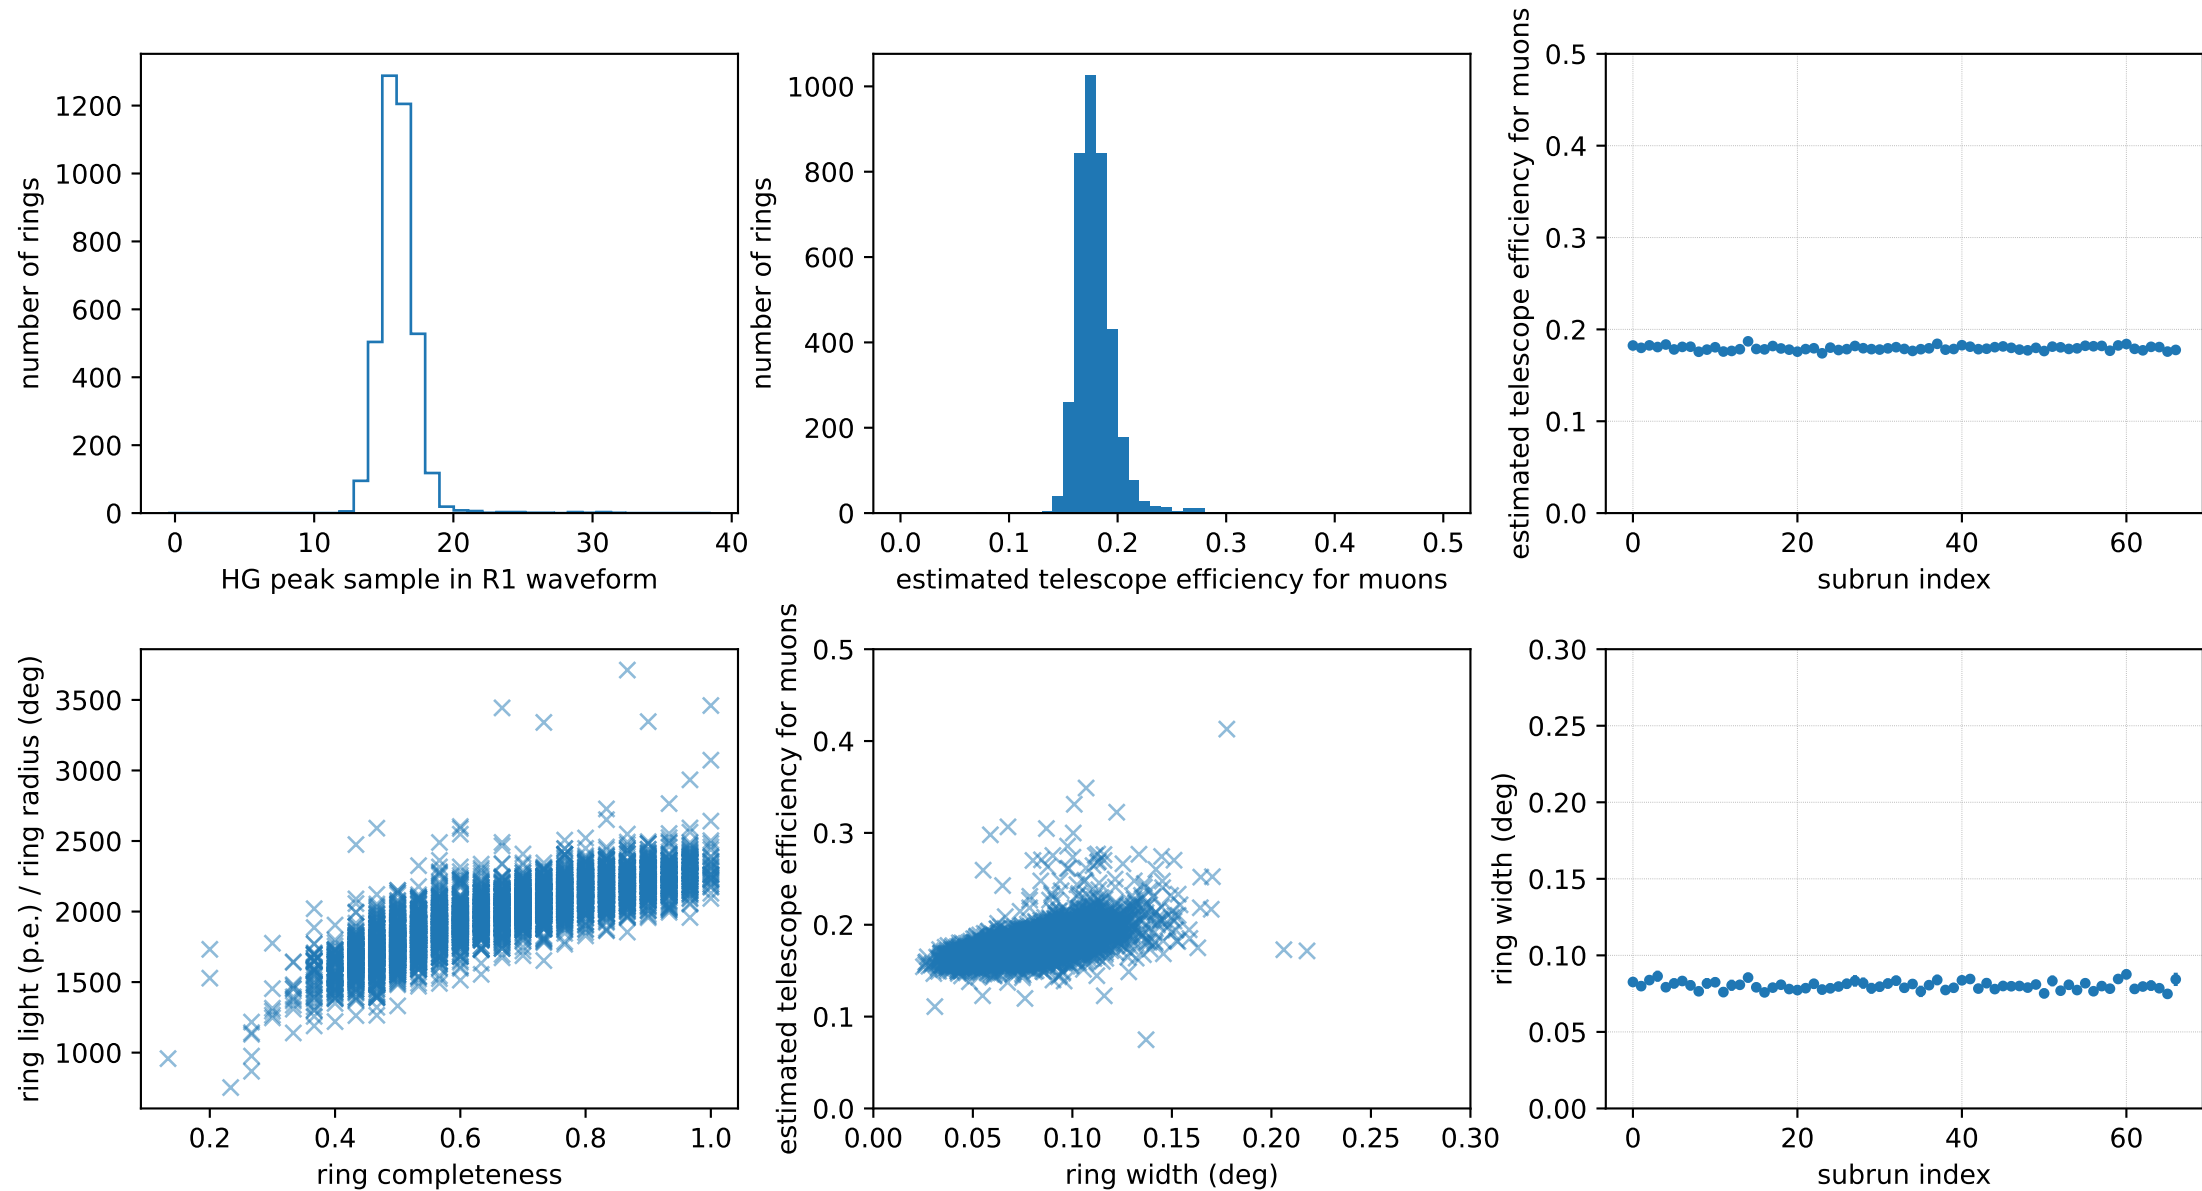 number of rings
1200
1000
800
600
400
200
0
0 10 20 30 40
HG peak sample in R1 waveform
number of rings
1000
800
600
400
200
0
0.0 0.1 0.2 0.3 0.4 0.5
estimated telescope efficiency for muons
estimated telescope efficiency for muons
0.5
0.4
0.3
0.2
0.1
0.0
0 20 40 60
subrun index
ring light (p.e.) / ring radius (deg)
3500
3000
2500
2000
1500
1000
0.2 0.4 0.6 0.8 1.0
ring completeness
estimated telescope efficiency for muons
0.5
0.4
0.3
0.2
0.1
0.0
0.00 0.05 0.10 0.15 0.20 0.25 0.30
ring width (deg)
ring width (deg)
0.30
0.25
0.20
0.15
0.10
0.05
0.00
0 20 40 60
subrun index